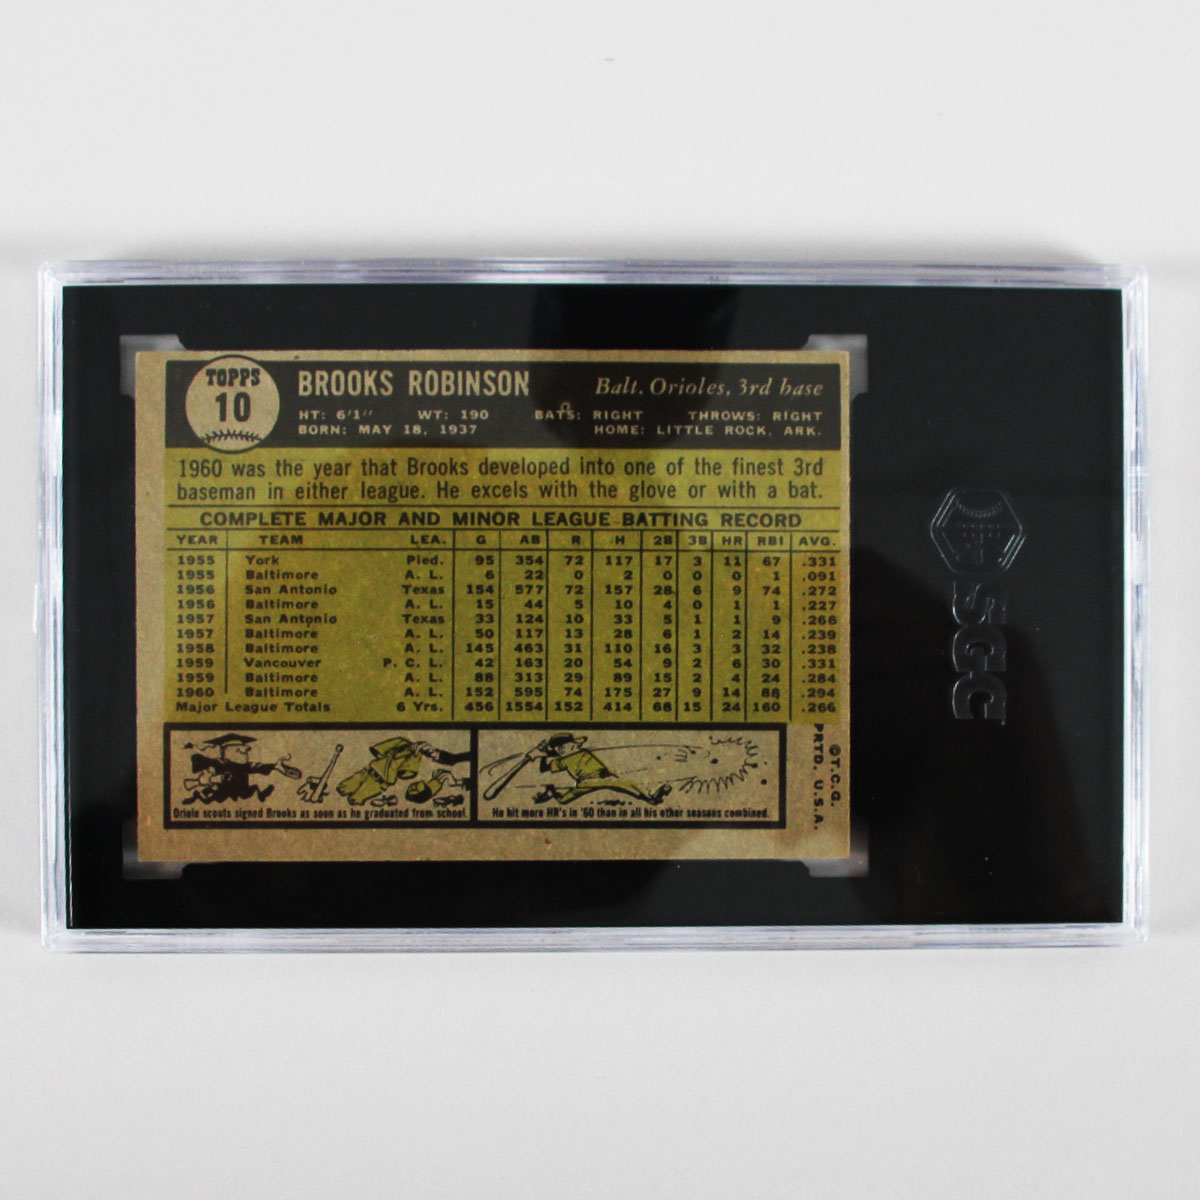 TOPPS
10
BROOKS ROBINSON
Balt. Orioles, 3rd base
HT: 6'1" WT: 190 BATS: RIGHT THROWS: RIGHT
BORN: MAY 18, 1937 HOME: LITTLE ROCK, ARK.
1960 was the year that Brooks developed into one of the finest 3rd
baseman in either league. He excels with the glove or with a bat.
COMPLETE MAJOR AND MINOR LEAGUE BATTING RECORD
YEAR TEAM LEA. G AB R H 2B 3B HR RBI AVG.
1955 York Pied. 95 354 72 117 17 3 11 67 .331
1955 Baltimore A. L. 6 22 0 2 0 0 0 1 .091
1956 San Antonio Texas 154 577 72 157 28 6 9 74 .272
1956 Baltimore A. L. 15 44 5 10 4 0 1 1 .227
1957 San Antonio Texas 33 124 10 33 5 1 1 9 .266
1957 Baltimore A. L. 50 117 13 28 6 1 2 14 .239
1958 Baltimore A. L. 145 463 31 110 16 3 3 32 .238
1959 Vancouver P. C. L. 42 163 20 54 9 2 6 30 .331
1959 Baltimore A. L. 88 313 29 89 15 2 4 24 .284
1960 Baltimore A. L. 152 595 74 175 27 9 14 88 .294
Major League Totals 6 Yrs. 456 1554 152 414 68 15 24 160 .266
Oriole scouts signed Brooks as soon as he graduated from school.
He hit more HR's in '60 than in all his other seasons combined.
©T.C.G.
PRTD. U.S.A.
SGC